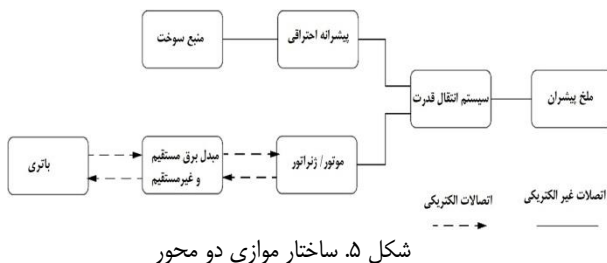 منبع سوخت
پیشرانه احتراقی
سیستم انتقال قدرت
ملخ پیشران
باتری
مبدل برق مستقیم
و غیرمستقیم
موتور/ ژنراتور
اتصالات الکتریکی
اتصلات غیر الکتریکی
شکل ۵. ساختار موازی دو محور